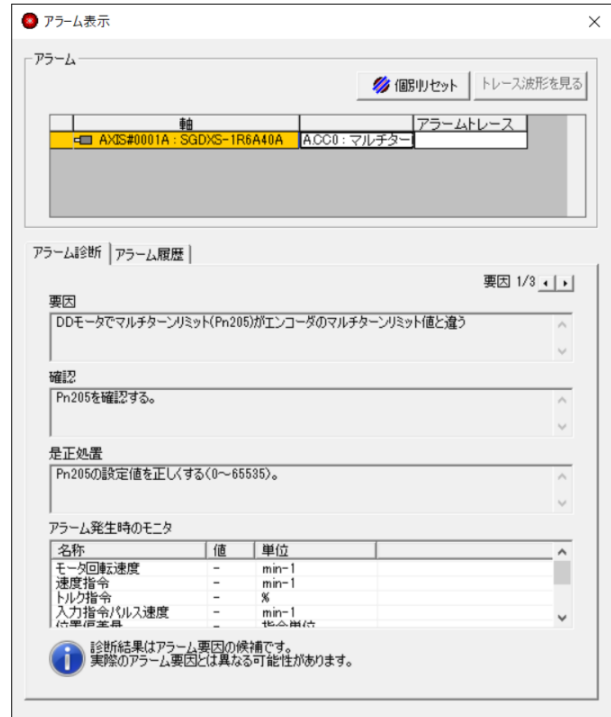 アラーム表示
アラーム
個別リセット
トレース波形を見る
軸
アラームトレース
AXIS#0001A : SGDXS-1R6A40A
A.CC0 : マルチター
アラーム診断
アラーム履歴
要因 1/3
要因
DDモータでマルチターンリミット(Pn205)がエンコーダのマルチターンリミット値と違う
確認
Pn205を確認する。
是正処置
Pn205の設定値を正しくする(0～65535)。
アラーム発生時のモニタ
名称 値 単位
モータ回転速度 - min-1
速度指令 - min-1
トルク指令 - %
入力指令パルス速度 - min-1
位置偏差量 - 指令単位
診断結果はアラーム要因の候補です。
実際のアラーム要因とは異なる可能性があります。